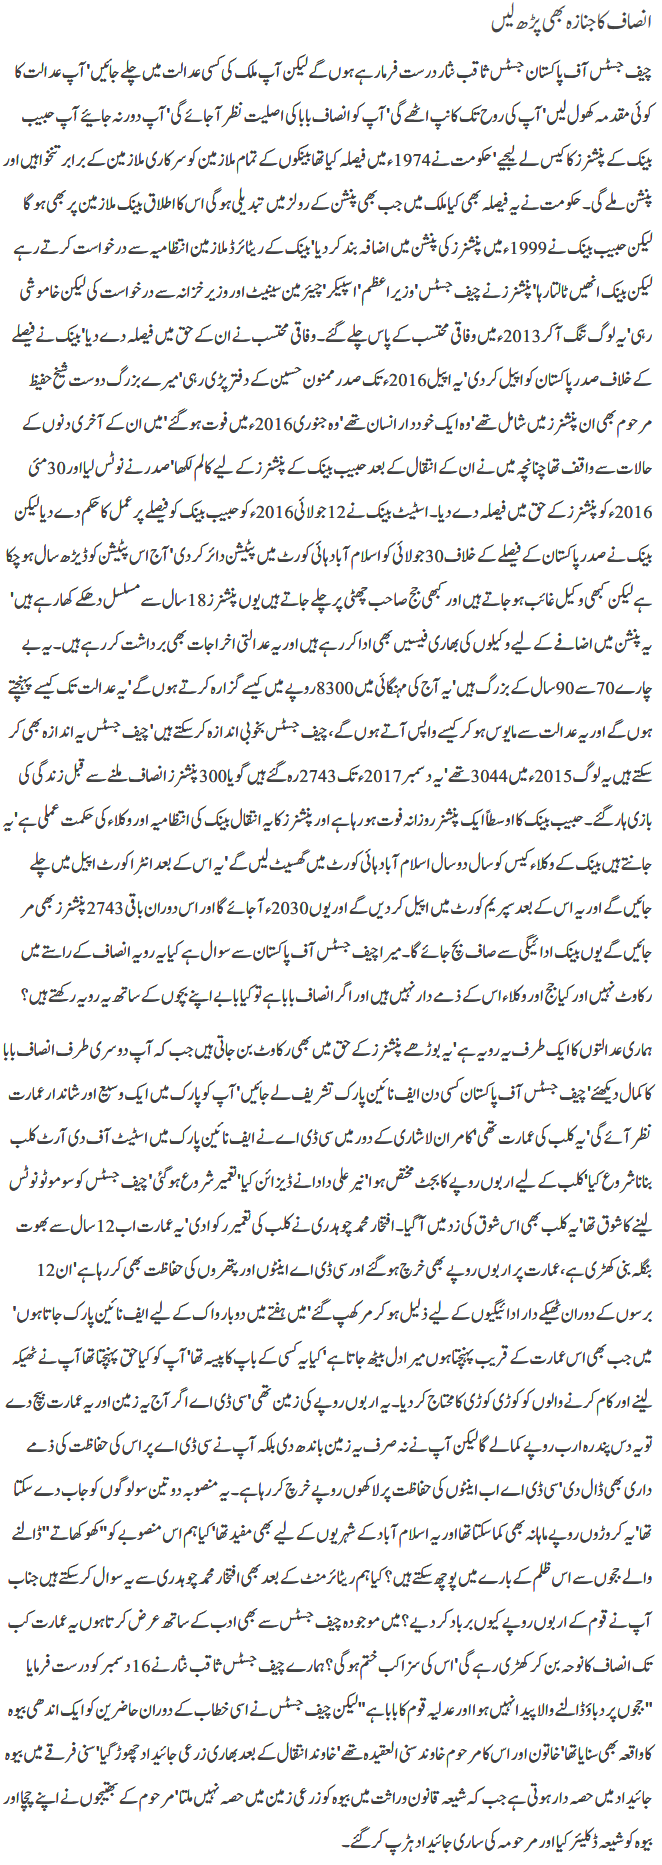 انصاف کا جنازہ بھی پڑھ لیں
چیف جسٹس آف پاکستان جسٹس ثاقب نثار درست فرما رہے ہوں گے لیکن آپ ملک کی کسی عدالت میں چلے جائیں' آپ عدالت کا
کوئی مقدمہ کھول لیں' آپ کی روح تک کانپ اٹھے گی' آپ کو انصاف بابا کی اصلیت نظر آ جائے گی' آپ دور نہ جایئے آپ حبیب
بینک کے پنشنرز کا کیس لے لیجیے' حکومت نے 1974ء میں فیصلہ کیا تھا بینکوں کے تمام ملازمین کو سرکاری ملازمین کے برابر تنخواہیں اور
پنشن ملے گی۔ حکومت نے یہ فیصلہ بھی کیا ملک میں جب بھی پنشن کے رولز میں تبدیلی ہو گی اس کا اطلاق بینک ملازمین پر بھی ہو گا
لیکن حبیب بینک نے 1999ء میں پنشنرز کی پنشن میں اضافہ بند کر دیا' بینک کے ریٹائرڈ ملازمین انتظامیہ سے درخواست کرتے رہے
لیکن بینک انھیں ٹالتا رہا' پنشنرز نے چیف جسٹس' وزیراعظم' اسپیکر' چیئرمین سینیٹ اور وزیر خزانہ سے درخواست کی لیکن خاموشی
رہی' یہ لوگ تنگ آ کر 2013ء میں وفاقی محتسب کے پاس چلے گئے۔ وفاقی محتسب نے ان کے حق میں فیصلہ دے دیا' بینک نے فیصلے
کے خلاف صدر پاکستان کو اپیل کر دی' یہ اپیل 2016ء تک صدر ممنون حسین کے دفتر پڑی رہی' میرے بزرگ دوست شیخ حفیظ
مرحوم بھی ان پنشنرز میں شامل تھے' وہ ایک خوددار انسان تھے' وہ جنوری 2016ء میں فوت ہو گئے' میں ان کے آخری دنوں کے
حالات سے واقف تھا چنانچہ میں نے ان کے انتقال کے بعد حبیب بینک کے پنشنرز کے لیے کالم لکھا' صدر نے نوٹس لیا اور 30 مئی
2016ء کو پنشنرز کے حق میں فیصلہ دے دیا۔ اسٹیٹ بینک نے 12 جولائی 2016ء کو حبیب بینک کو فیصلے پر عمل کا حکم دے دیا لیکن
بینک نے صدر پاکستان کے فیصلے کے خلاف 30 جولائی کو اسلام آباد ہائی کورٹ میں پٹیشن دائر کر دی' آج اس پٹیشن کو ڈیڑھ سال ہو چکا
ہے لیکن کبھی وکیل غائب ہو جاتے ہیں اور کبھی جج صاحب چھٹی پر چلے جاتے ہیں یوں پنشنرز 18 سال سے مسلسل دھکے کھا رہے ہیں'
یہ پنشن میں اضافے کے لیے وکیلوں کی بھاری فیسیں بھی ادا کر رہے ہیں اور یہ عدالتی اخراجات بھی برداشت کر رہے ہیں۔ یہ بے
چارے 70 سے 90 سال کے بزرگ ہیں' یہ آج کی مہنگائی میں 8300 روپے میں کیسے گزارہ کرتے ہوں گے' یہ عدالت تک کیسے پہنچتے
ہوں گے اور یہ عدالت سے مایوس ہو کر کیسے واپس آتے ہوں گے، چیف جسٹس بخوبی اندازہ کر سکتے ہیں' چیف جسٹس یہ اندازہ بھی کر
سکتے ہیں یہ لوگ 2015ء میں 3044 تھے' یہ دسمبر 2017ء تک 2743 رہ گئے ہیں گویا 300 پنشنرز انصاف ملنے سے قبل زندگی کی
بازی ہار گئے۔ حبیب بینک کا اوسطاً ایک پنشنر روزانہ فوت ہو رہا ہے اور پنشنرز کا یہ انتقال بینک کی انتظامیہ اور وکلاء کی حکمت عملی ہے' یہ
جانتے ہیں بینک کے وکلاء کیس کو سال دو سال اسلام آباد ہائی کورٹ میں گھسیٹ لیں گے' یہ اس کے بعد انٹرا کورٹ اپیل میں چلے
جائیں گے اور یہ اس کے بعد سپریم کورٹ میں اپیل کر دیں گے اور یوں 2030ء آ جائے گا اور اس دوران باقی 2743 پنشنرز بھی مر
جائیں گے یوں بینک ادائیگی سے صاف بچ جائے گا۔ میرا چیف جسٹس آف پاکستان سے سوال ہے کیا یہ رویہ انصاف کے راستے میں
رکاوٹ نہیں اور کیا جج اور وکلاء اس کے ذمے دار نہیں ہیں اور اگر انصاف بابا ہے تو کیا بابے اپنے بچوں کے ساتھ یہ رویہ رکھتے ہیں؟
ہماری عدالتوں کا ایک طرف یہ رویہ ہے' یہ بوڑھے پنشنرز کے حق میں بھی رکاوٹ بن جاتی ہیں جب کہ آپ دوسری طرف انصاف بابا
کا کمال دیکھئے' چیف جسٹس آف پاکستان کسی دن ایف نائین پارک تشریف لے جائیں' آپ کو پارک میں ایک وسیع اور شاندار عمارت
نظر آئے گی' یہ کلب کی عمارت تھی' کامران لاشاری کے دور میں سی ڈی اے نے ایف نائین پارک میں اسٹیٹ آف دی آرٹ کلب
بنانا شروع کیا' کلب کے لیے اربوں روپے کا بجٹ مختص ہوا' نیر علی دادا نے ڈیزائن کیا' تعمیر شروع ہو گئی' چیف جسٹس کو سوموٹو نوٹس
لینے کا شوق تھا' یہ کلب بھی اس شوق کی زد میں آ گیا۔ افتخار محمد چوہدری نے کلب کی تعمیر رکوا دی' یہ عمارت اب 12 سال سے بھوت
بنگلہ بنی کھڑی ہے، عمارت پر اربوں روپے بھی خرچ ہو گئے اور سی ڈی اے اینٹوں اور پتھروں کی حفاظت بھی کر رہا ہے' ان 12
برسوں کے دوران ٹھیکے دار ادائیگیوں کے لیے ذلیل ہو کر مرکھپ گئے' میں ہفتے میں دو بار واک کے لیے ایف نائین پارک جاتا ہوں'
میں جب بھی اس عمارت کے قریب پہنچتا ہوں میرا دل بیٹھ جاتا ہے' کیا یہ کسی کے باپ کا پیسہ تھا' آپ کو کیا حق پہنچتا تھا آپ نے ٹھیکہ
لینے اور کام کرنے والوں کو کوڑی کوڑی کا محتاج کر دیا۔ یہ اربوں روپے کی زمین تھی' سی ڈی اے اگر آج یہ زمین اور یہ عمارت بیچ دے
تو یہ دس پندرہ ارب روپے کما لے گا لیکن آپ نے نہ صرف یہ زمین باندھ دی بلکہ آپ نے سی ڈی اے پر اس کی حفاظت کی ذمے
داری بھی ڈال دی' سی ڈی اے اب اینٹوں کی حفاظت پر لاکھوں روپے خرچ کر رہا ہے۔ یہ منصوبہ دو تین سو لوگوں کو جاب دے سکتا
تھا' یہ کروڑوں روپے ماہانہ بھی کما سکتا تھا اور یہ اسلام آباد کے شہریوں کے لیے بھی مفید تھا' کیا ہم اس منصوبے کو "کھوکھاتے" ڈالنے
والے ججوں سے اس ظلم کے بارے میں پوچھ سکتے ہیں؟ کیا ہم ریٹائرمنٹ کے بعد بھی افتخار محمد چوہدری سے یہ سوال کر سکتے ہیں جناب
آپ نے قوم کے اربوں روپے کیوں برباد کر دیے؟ میں موجودہ چیف جسٹس سے بھی ادب کے ساتھ عرض کرتا ہوں یہ عمارت کب
تک انصاف کا نوحہ بن کر کھڑی رہے گی' اس کی سزا کب ختم ہو گی؟ ہمارے چیف جسٹس ثاقب نثار نے 16 دسمبر کو درست فرمایا
"ججوں پر دباؤ ڈالنے والا پیدا نہیں ہوا اور عدلیہ قوم کا بابا ہے" لیکن چیف جسٹس نے اسی خطاب کے دوران حاضرین کو ایک اندھی بیوہ
کا واقعہ بھی سنایا تھا' خاتون اور اس کا مرحوم خاوند سنی العقیدہ تھے' خاوند انتقال کے بعد بھاری زرعی جائیداد چھوڑ گیا' سنی فرقے میں بیوہ
جائیداد میں حصہ دار ہوتی ہے جب کہ شیعہ قانون وراثت میں بیوہ کو زرعی زمین میں حصہ نہیں ملتا' مرحوم کے بھتیجوں نے اپنے چچا اور
بیوہ کو شیعہ ڈکلیئر کیا اور مرحومہ کی ساری جائیداد ہڑپ کر گئے۔